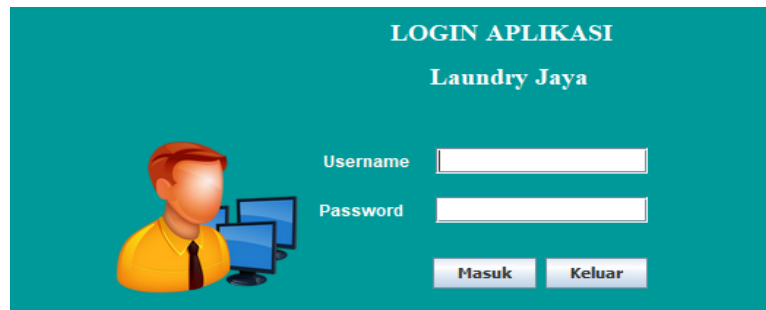 LOGIN APLIKASI
Laundry Jaya
Username
Password
Masuk Keluar